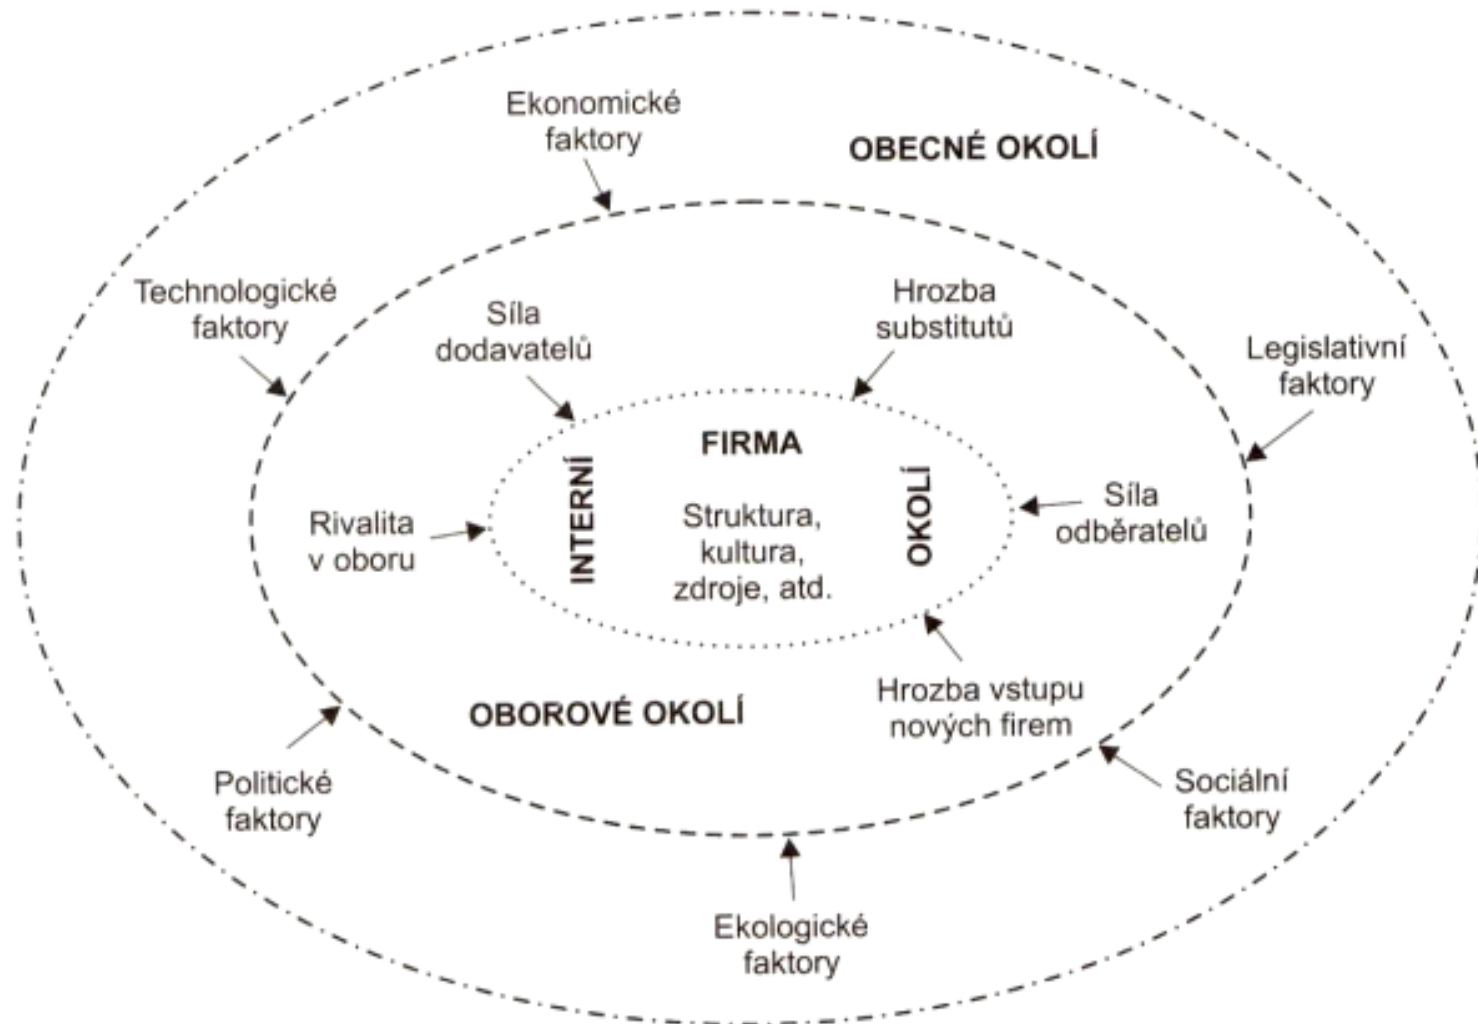 Ekonomické
faktory
OBECNÉ OKOLÍ
Technologické
faktory
Síla
dodavatelů
Hrozba
substitutů
Legislativní
faktory
FIRMA
INTERNÍ
OKOLÍ
Struktura,
kultura,
zdroje, atd.
Rivalita
v oboru
Síla
odběratelů
OBOROVÉ OKOLÍ
Hrozba vstupu
nových firem
Politické
faktory
Sociální
faktory
Ekologické
faktory